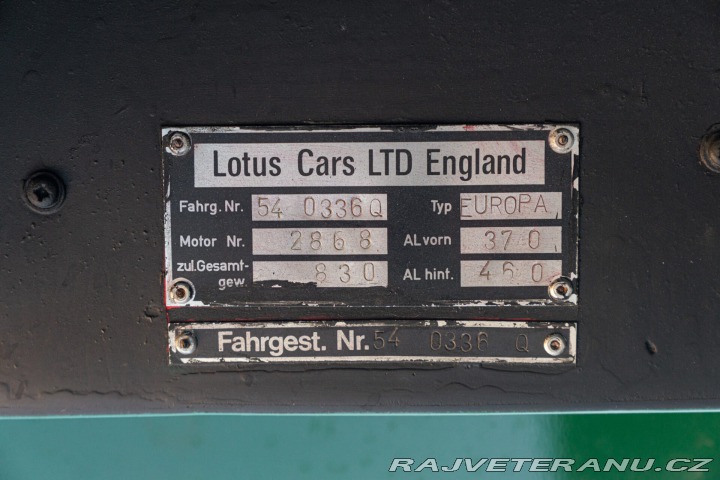 Lotus Cars LTD England
Fahrg. Nr. 54 0336 Q Typ EUROPA
Motor Nr. 2868 AL vorn 370
zul.Gesamt-
gew. 830 AL hint. 460
Fahrgest. Nr. 54 0336 Q
RAJVETERANU.CZ